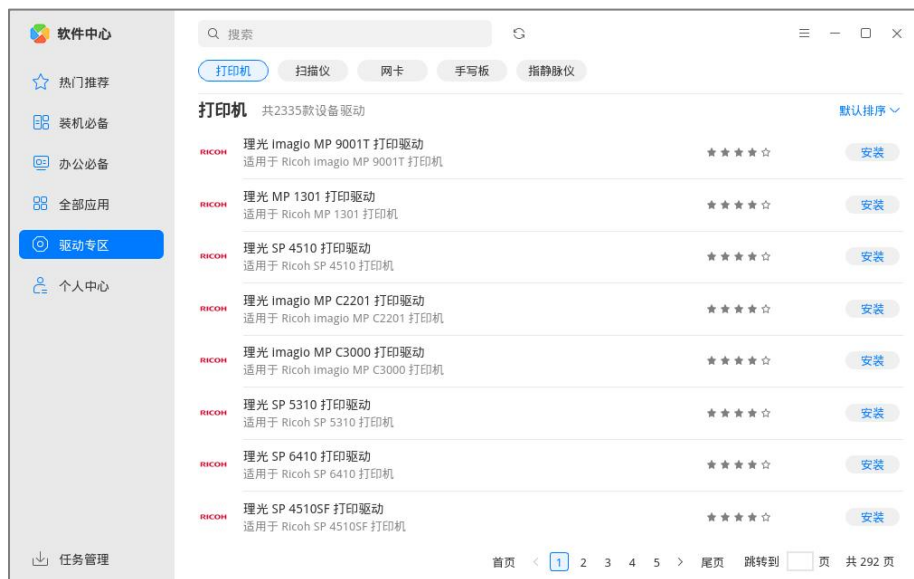 软件中心
搜索
热门推荐
装机必备
办公必备
全部应用
驱动专区
个人中心
任务管理
打印机 扫描仪 网卡 手写板 指静脉仪
打印机 共2335款设备驱动 默认排序
RICOH 理光 imagio MP 9001T 打印驱动 安装
适用于 Ricoh imagio MP 9001T 打印机
RICOH 理光 MP 1301 打印驱动 安装
适用于 Ricoh MP 1301 打印机
RICOH 理光 SP 4510 打印驱动 安装
适用于 Ricoh SP 4510 打印机
RICOH 理光 imagio MP C2201 打印驱动 安装
适用于 Ricoh imagio MP C2201 打印机
RICOH 理光 imagio MP C3000 打印驱动 安装
适用于 Ricoh imagio MP C3000 打印机
RICOH 理光 SP 5310 打印驱动 安装
适用于 Ricoh SP 5310 打印机
RICOH 理光 SP 6410 打印驱动 安装
适用于 Ricoh SP 6410 打印机
RICOH 理光 SP 4510SF 打印驱动 安装
适用于 Ricoh SP 4510SF 打印机
首页 < 1 2 3 4 5 > 尾页 跳转到 页 共 292 页